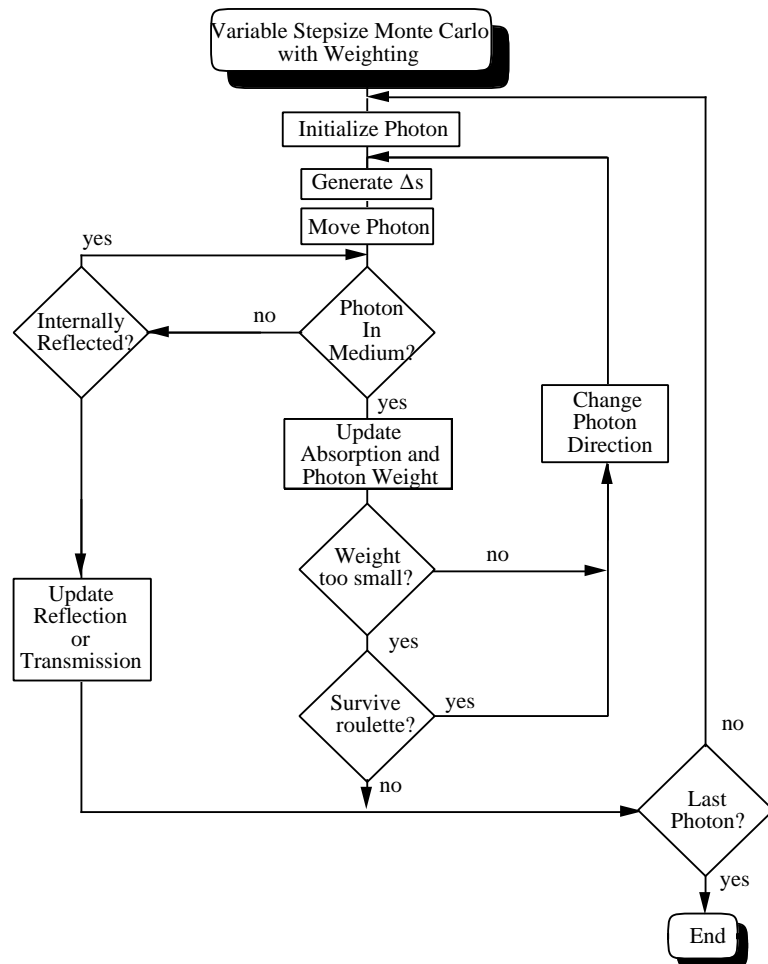 Variable Stepsize Monte Carlo
with Weighting
Initialize Photon
Generate Δs
Move Photon
yes
Internally
Reflected?
no
Photon
In
Medium?
yes
Change
Photon
Direction
Update
Absorption and
Photon Weight
Weight
too small?
no
Update
Reflection
or
Transmission
yes
Survive
roulette?
yes
no
no
Last
Photon?
yes
End